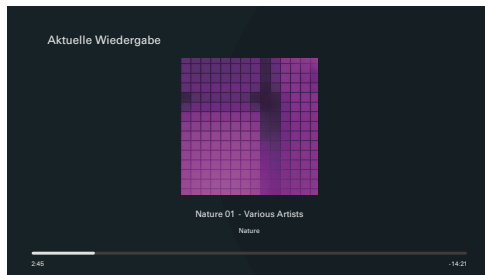 Aktuelle Wiedergabe
Nature 01 - Various Artists
Nature
2:45
-14:21